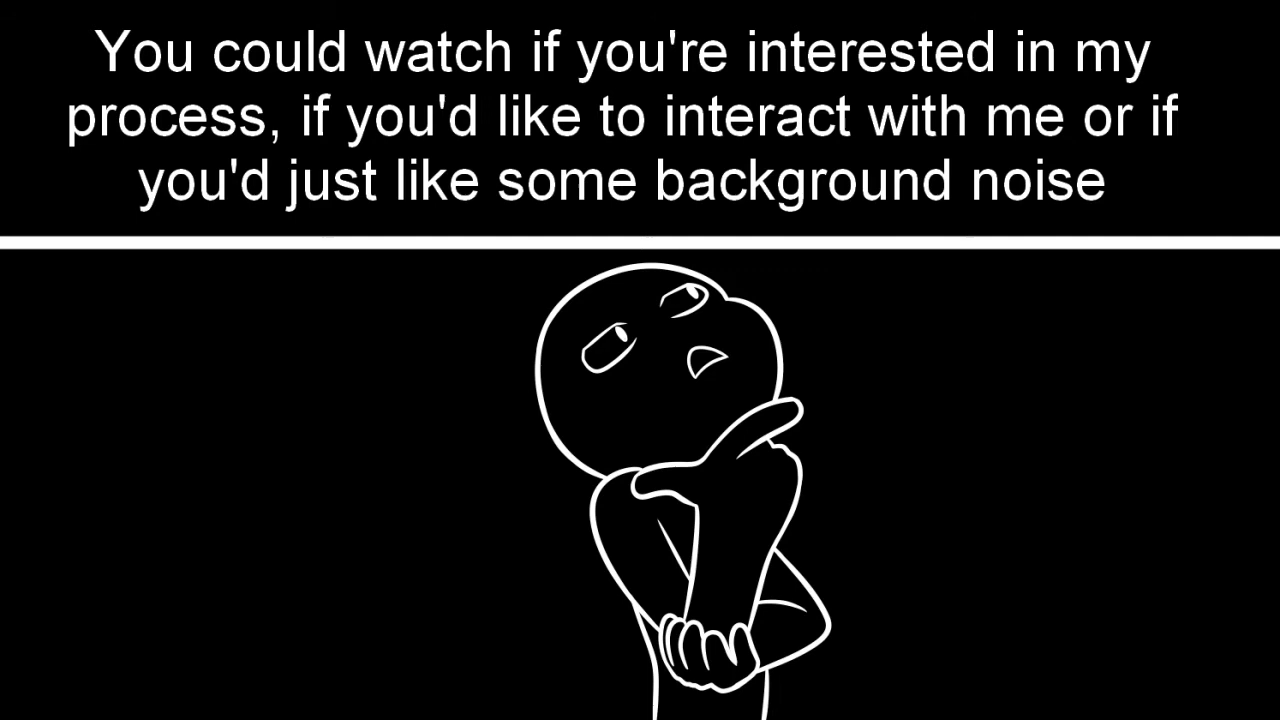 You could watch if you're interested in my
process, if you'd like to interact with me or if
you'd just like some background noise